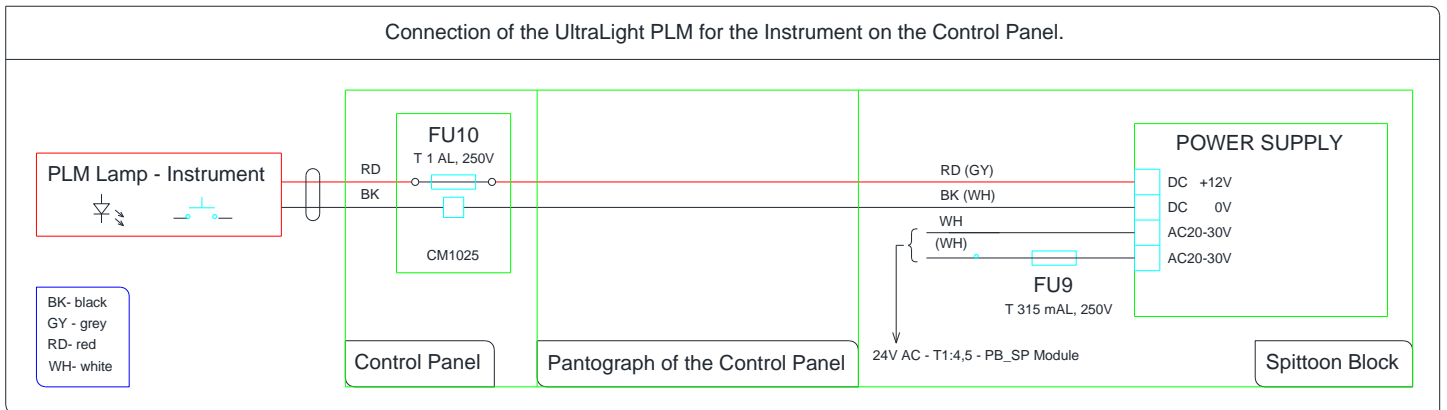 Connection of the UltraLight PLM for the Instrument on the Control Panel.
PLM Lamp - Instrument
RD
BK
FU10
T 1 AL, 250V
CM1025
RD (GY)
BK (WH)
WH
(WH)
FU9
T 315 mAL, 250V
24V AC - T1:4,5 - PB_SP Module
POWER SUPPLY
DC +12V
DC 0V
AC20-30V
AC20-30V
BK- black
GY - grey
RD- red
WH- white
Control Panel
Pantograph of the Control Panel
Spittoon Block